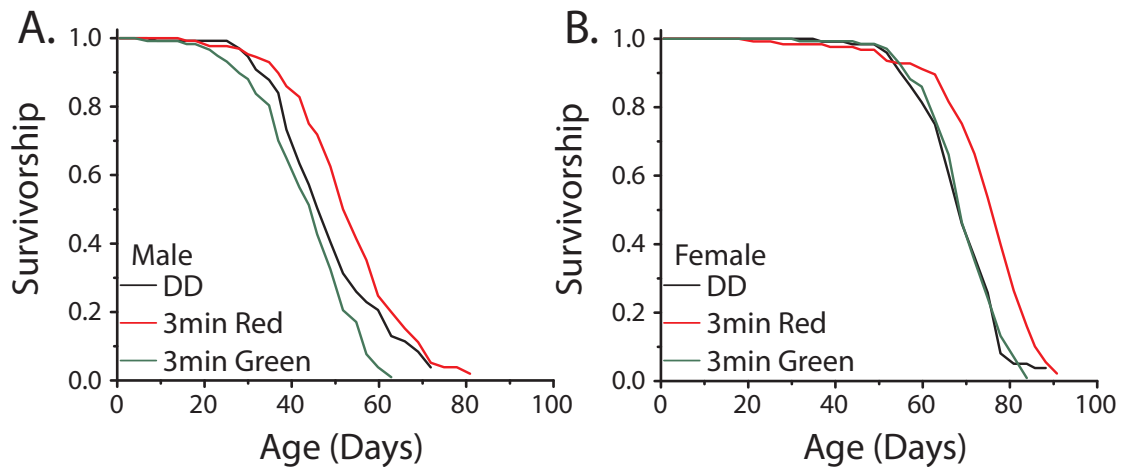 A.
Survivorship
1.0
0.8
0.6
0.4
0.2
0.0
Male
DD
3min Red
3min Green
0 20 40 60 80 100
Age (Days)
B.
Survivorship
1.0
0.8
0.6
0.4
0.2
0.0
Female
DD
3min Red
3min Green
0 20 40 60 80 100
Age (Days)